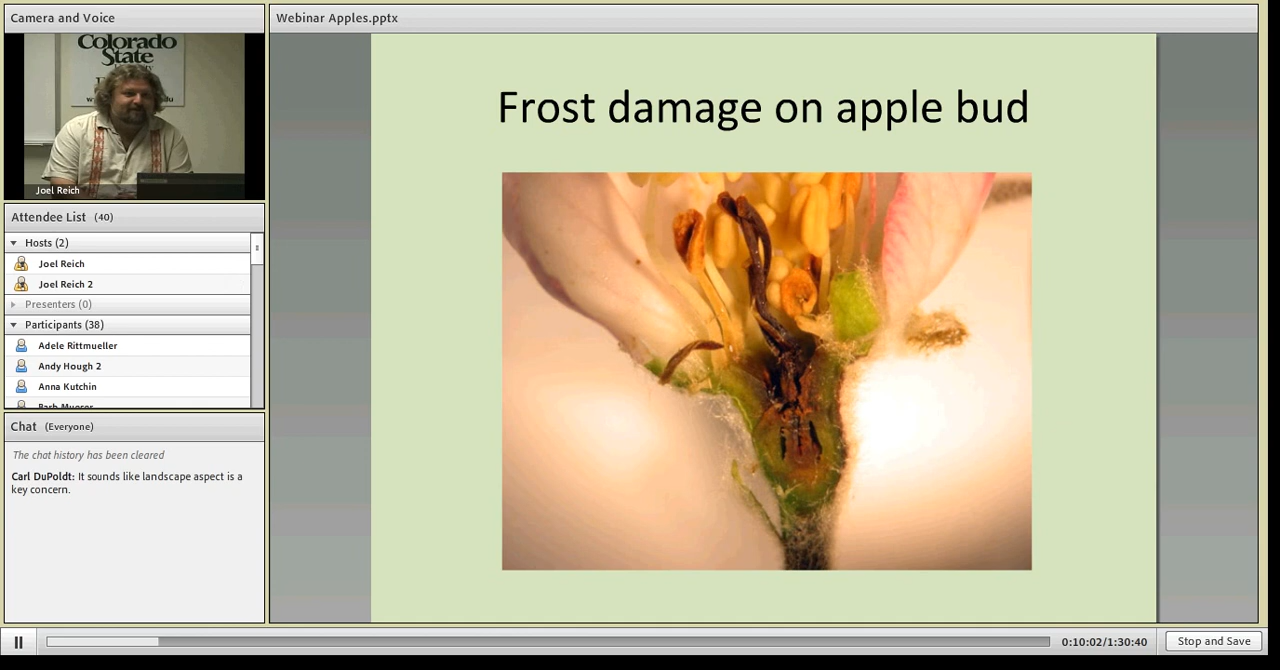 Camera and Voice
Colorado
State
Joel Reich
Attendee List (40)
Hosts (2)
Joel Reich
Joel Reich 2
Presenters (0)
Participants (38)
Adele Rittmueller
Andy Hough 2
Anna Kutchin
Chat (Everyone)
The chat history has been cleared
Carl DuPoldt: It sounds like landscape aspect is a
key concern.
Webinar Apples.pptx
Frost damage on apple bud
0:10:02/1:30:40
Stop and Save